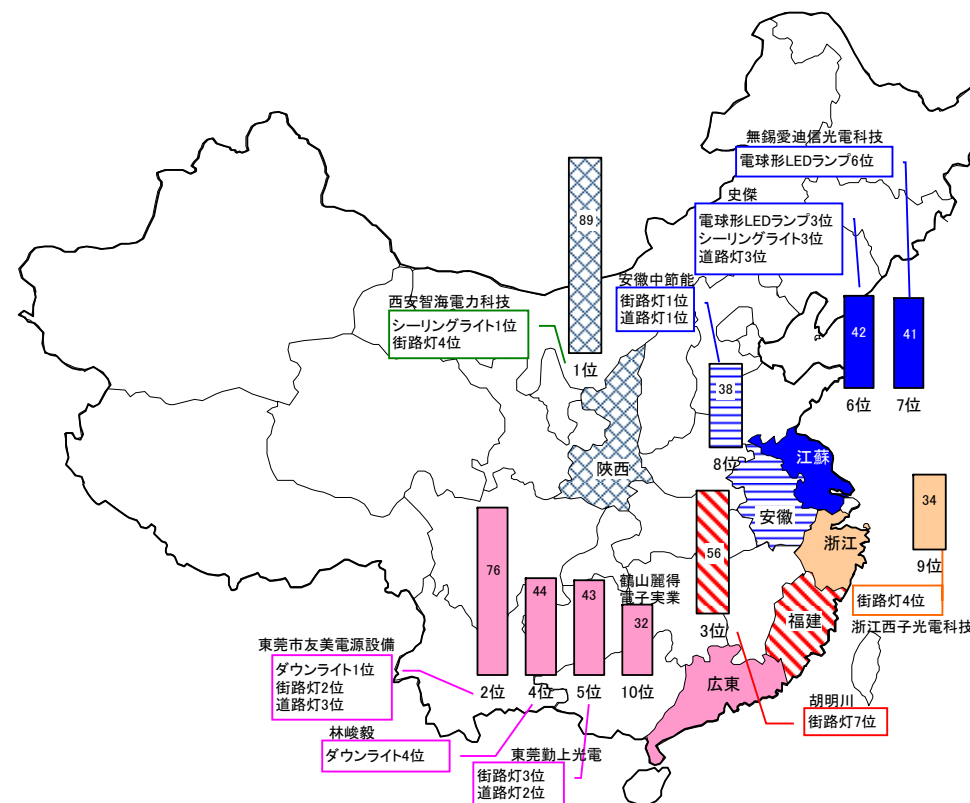 無錫愛迪信光電科技
電球形LEDランプ6位
史傑
電球形LEDランプ3位
シーリングライト3位
道路灯3位
89
安徽中節能
街路灯1位
道路灯1位
西安智海電力科技
シーリングライト1位
街路灯4位
1位
42
41
6位
7位
38
8位
江蘇
陝西
安徽
34
浙江
9位
街路灯4位
浙江西子光電科技
56
3位
福建
胡明川
街路灯7位
76
44
43
鶴山麗得
電子実業
32
広東
2位
4位
5位
10位
東莞市友美電源設備
ダウンライト1位
街路灯2位
道路灯3位
林峻毅
ダウンライト4位
東莞勤上光電
街路灯3位
道路灯2位